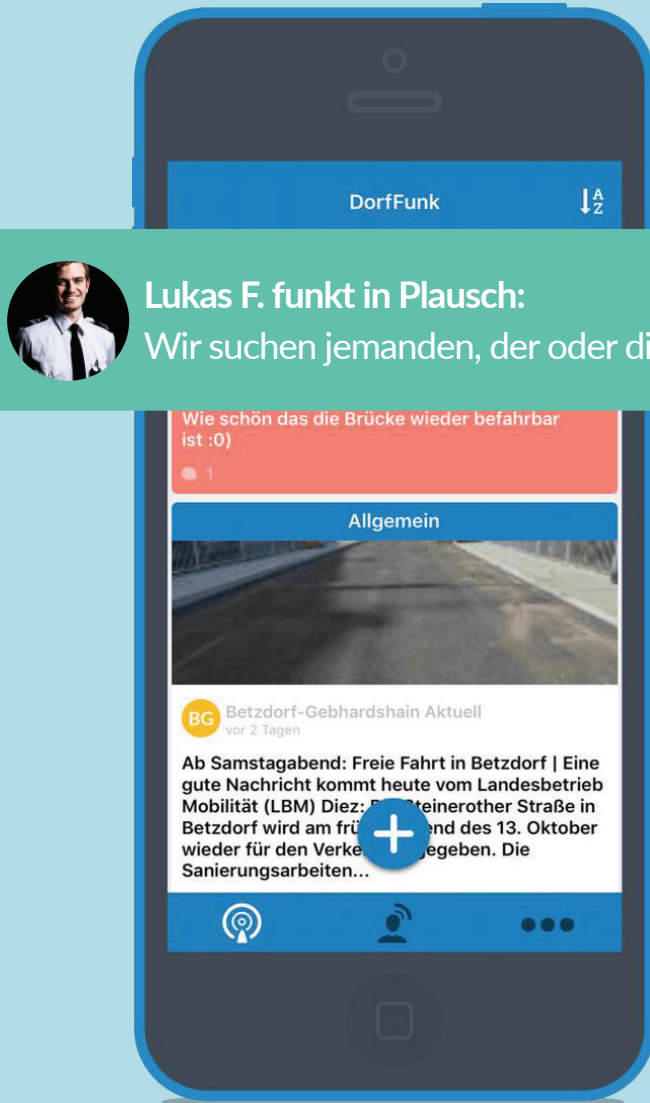 DorfFunk
A
Z
Lukas F. funkt in Plausch:
Wir suchen jemanden, der oder di
Wie schön das die Brücke wieder befahrbar
ist :0)
1
Allgemein
BG
Betzdorf-Gebhardshain Aktuell
vor 2 Tagen
Ab Samstagabend: Freie Fahrt in Betzdorf | Eine
gute Nachricht kommt heute vom Landesbetrieb
Mobilität (LBM) Diez: Straße in
Betzdorf wird am des 13. Oktober
wieder für den Die
Sanierungsarbeiten...